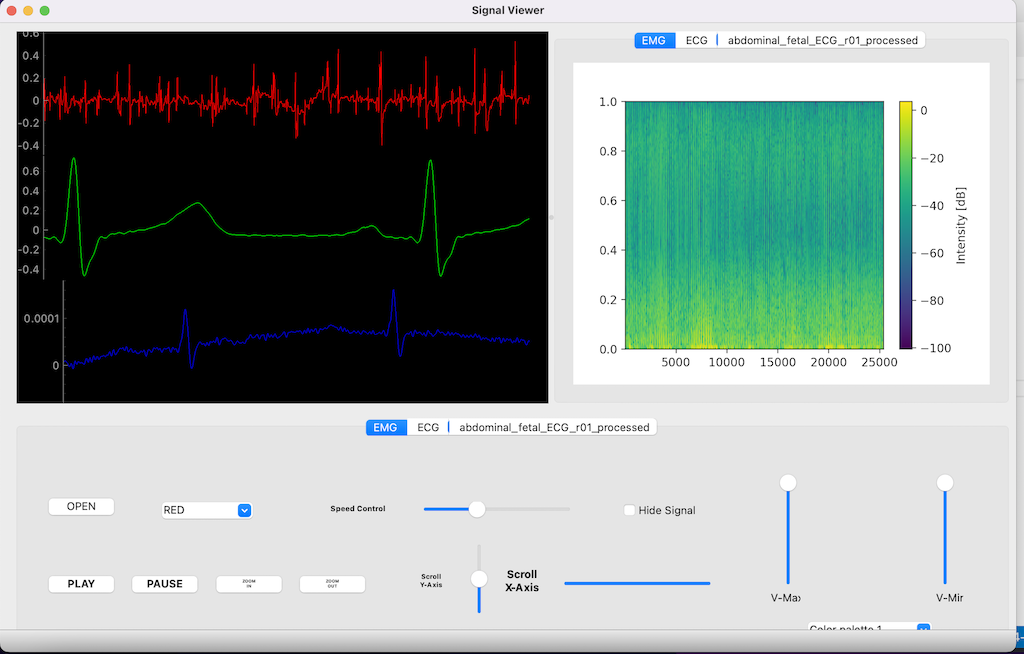 Signal Viewer
EMG ECG abdominal_fetal_ECG_r01_processed
0.6
0.4
0.2
0
-0.2
-0.4
0.6
0.4
0.2
0
-0.2
-0.4
0.0001
0
1.0
0.8
0.6
0.4
0.2
0.0
5000 10000 15000 20000 25000
0
−20
−40
−60
−80
−100
Intensity [dB]
EMG ECG abdominal_fetal_ECG_r01_processed
OPEN
RED
Speed Control
Hide Signal
PLAY
PAUSE
ZOOM
IN
ZOOM
OUT
Scroll
Y-Axis
Scroll
X-Axis
V-Max
V-Mir
Color palette 1